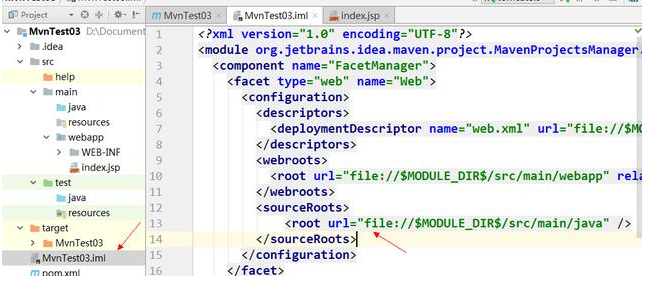 Project
MvnTest03
MvnTest03.iml
index.jsp
MvnTest03 D:\Document
.idea
src
help
main
java
resources
webapp
WEB-INF
index.jsp
test
java
resources
target
MvnTest03
MvnTest03.iml
pom.xml
1 <?xml version="1.0" encoding="UTF-8"?>
2 <module org.jetbrains.idea.maven.project.MavenProjectsManager.
3 <component name="FacetManager">
4 <facet type="web" name="Web">
5 <configuration>
6 <descriptors>
7 <deploymentDescriptor name="web.xml" url="file://$MO
8 </descriptors>
9 <webroots>
10 <root url="file://$MODULE_DIR$/src/main/webapp" rela
11 </webroots>
12 <sourceRoots>
13 <root url="file://$MODULE_DIR$/src/main/java" />
14 </sourceRoots>
15 </configuration>
16 </facet>